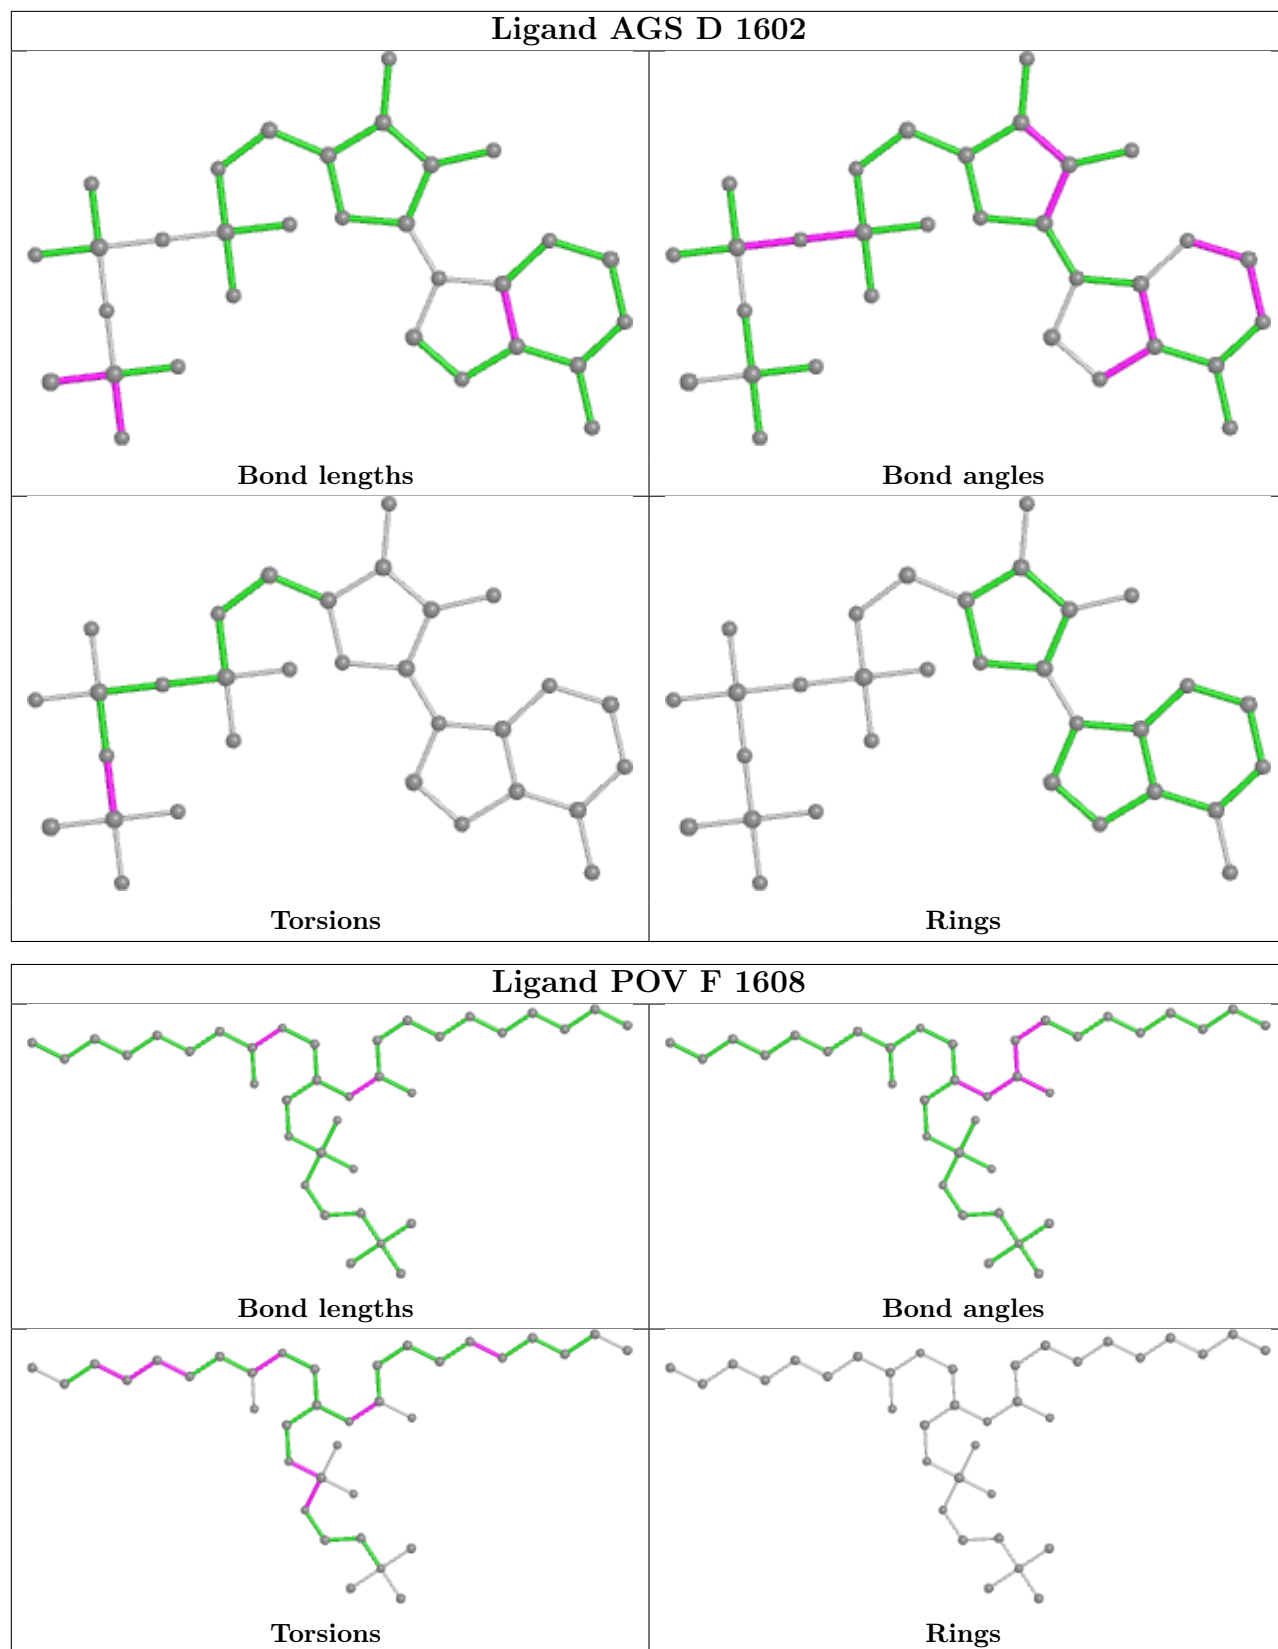 Ligand AGS D 1602
Bond lengths
Bond angles
Torsions
Rings
Ligand POV F 1608
Bond lengths
Bond angles
Torsions
Rings